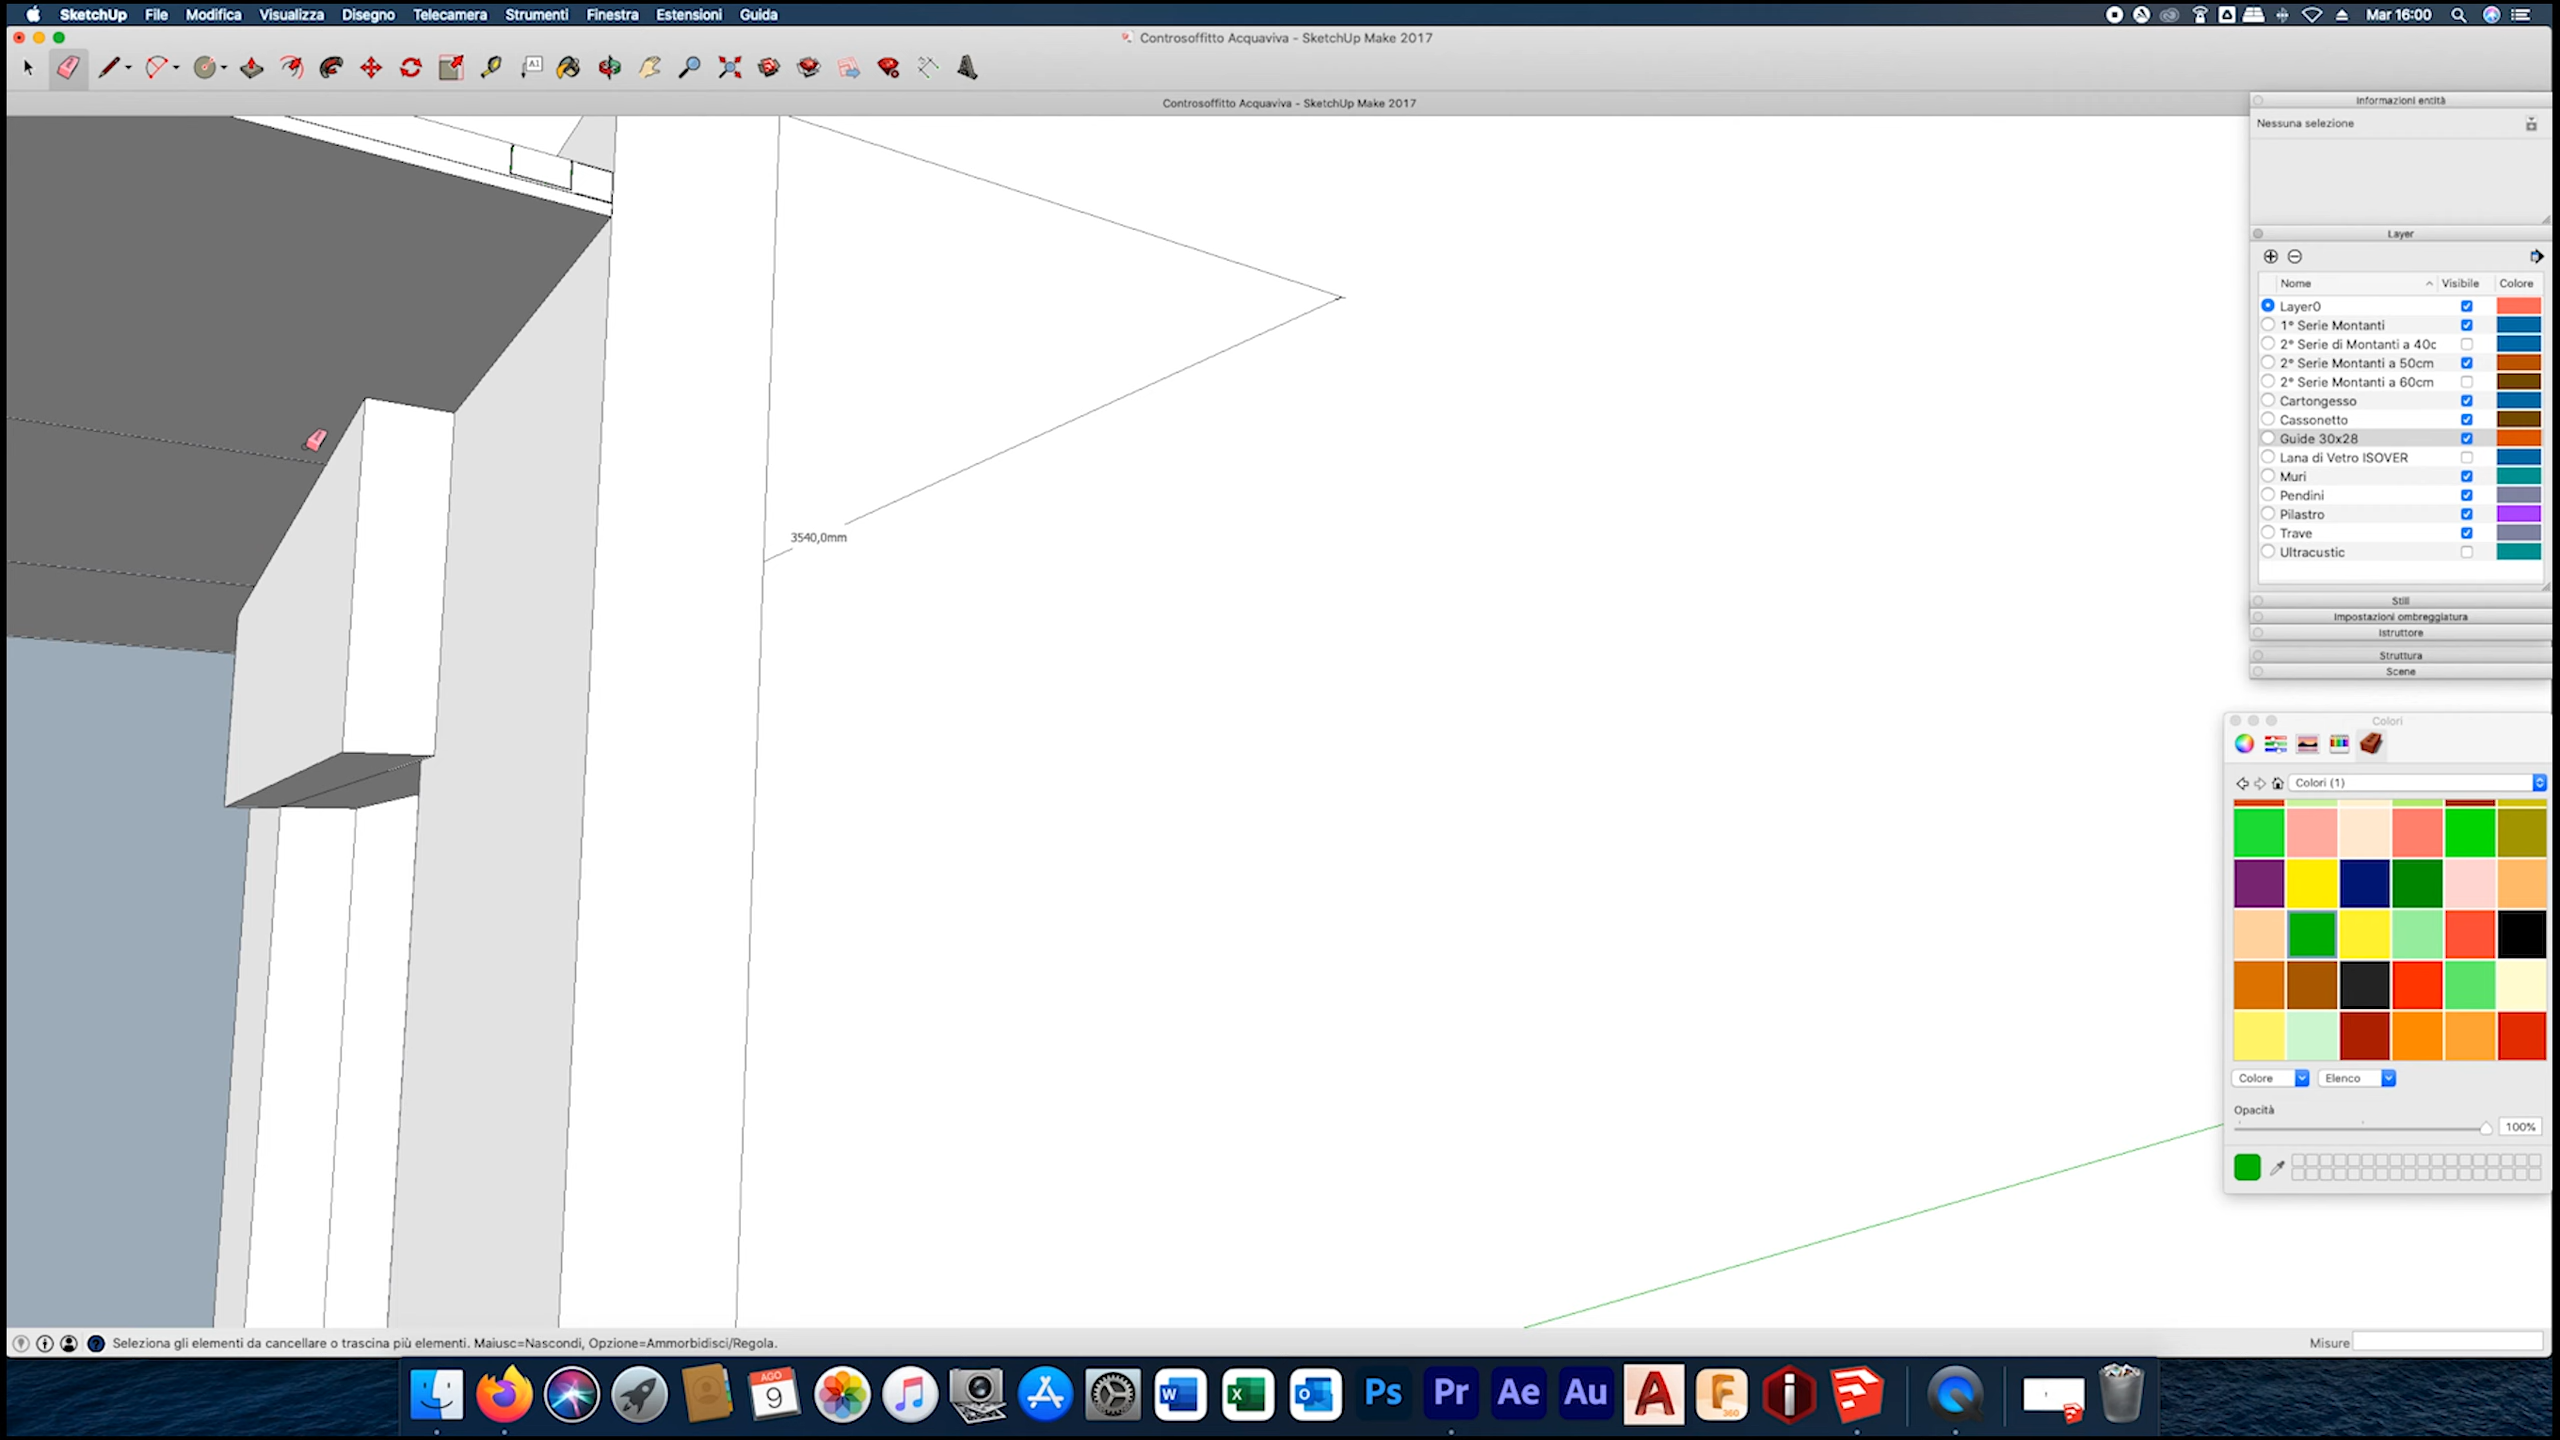 SketchUp File Modifica Visualizza Disegno Telecamera Strumenti Finestra Estensioni Guida
Mar 16:00
Controsoffitto Acquaviva - SketchUp Make 2017
A1
Controsoffitto Acquaviva - SketchUp Make 2017
Informazioni entità
Nessuna selezione
Layer
Nome Visibile Colore
Layer0
1° Serie Montanti
2° Serie di Montanti a 40c
2° Serie Montanti a 50cm
2° Serie Montanti a 60cm
Cartongesso
Cassonetto
Guide 30x28
Lana di Vetro ISOVER
Muri
Pendini
Pilastro
Trave
Ultracustic
Stili
Impostazioni ombreggiatura
Istruttore
Struttura
Scene
3540,0mm
Colori
Colori (1)
Colore Elenco
Opacità
100%
Seleziona gli elementi da cancellare o trascina più elementi. Maiusc=Nascondi, Opzione=Ammorbidisci/Regola.
Misure
AGO
9
W
X
O
Ps
Pr
Ae
Au
A
F
360
i